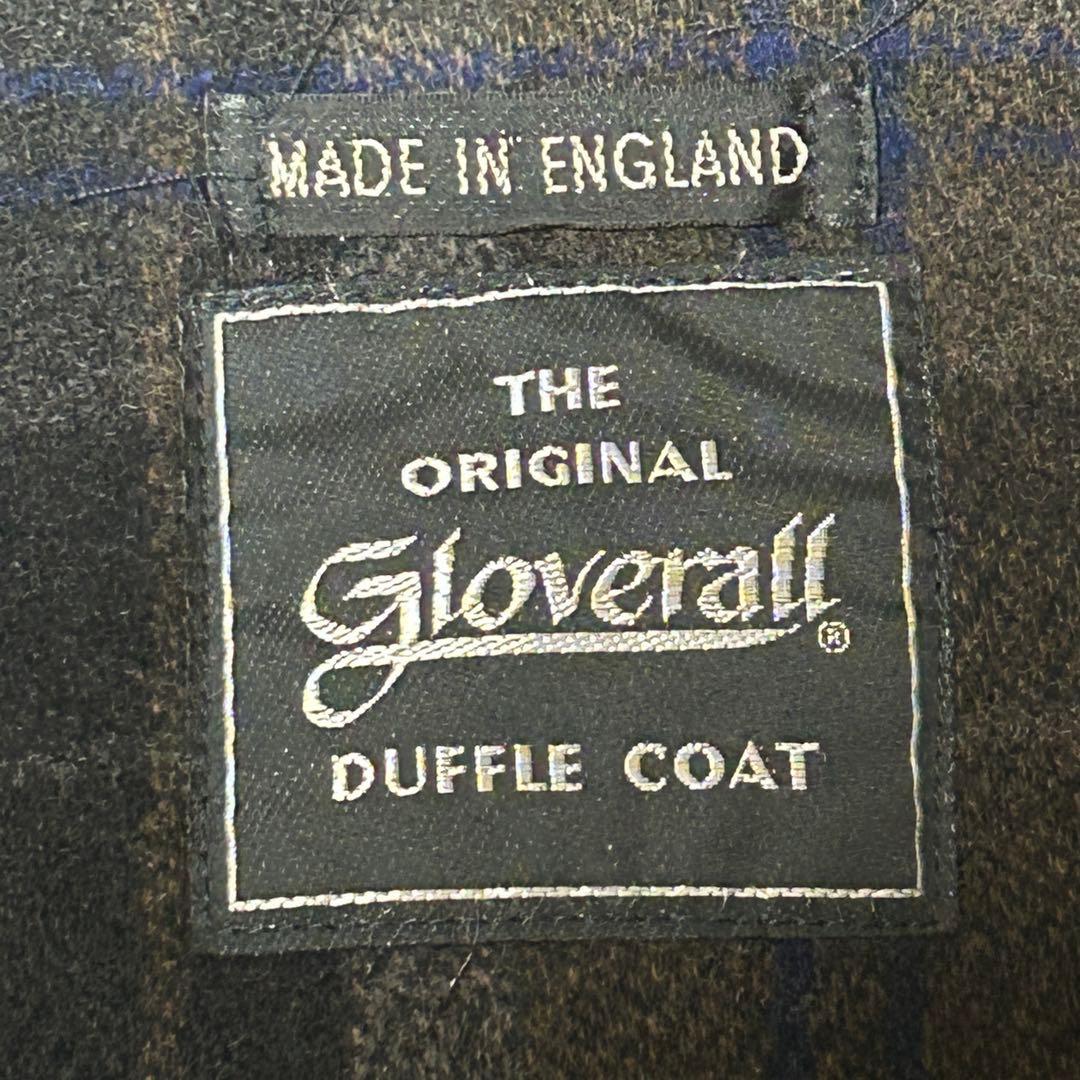 MADE IN ENGLAND
THE
ORIGINAL
Gloverall®
DUFFLE COAT